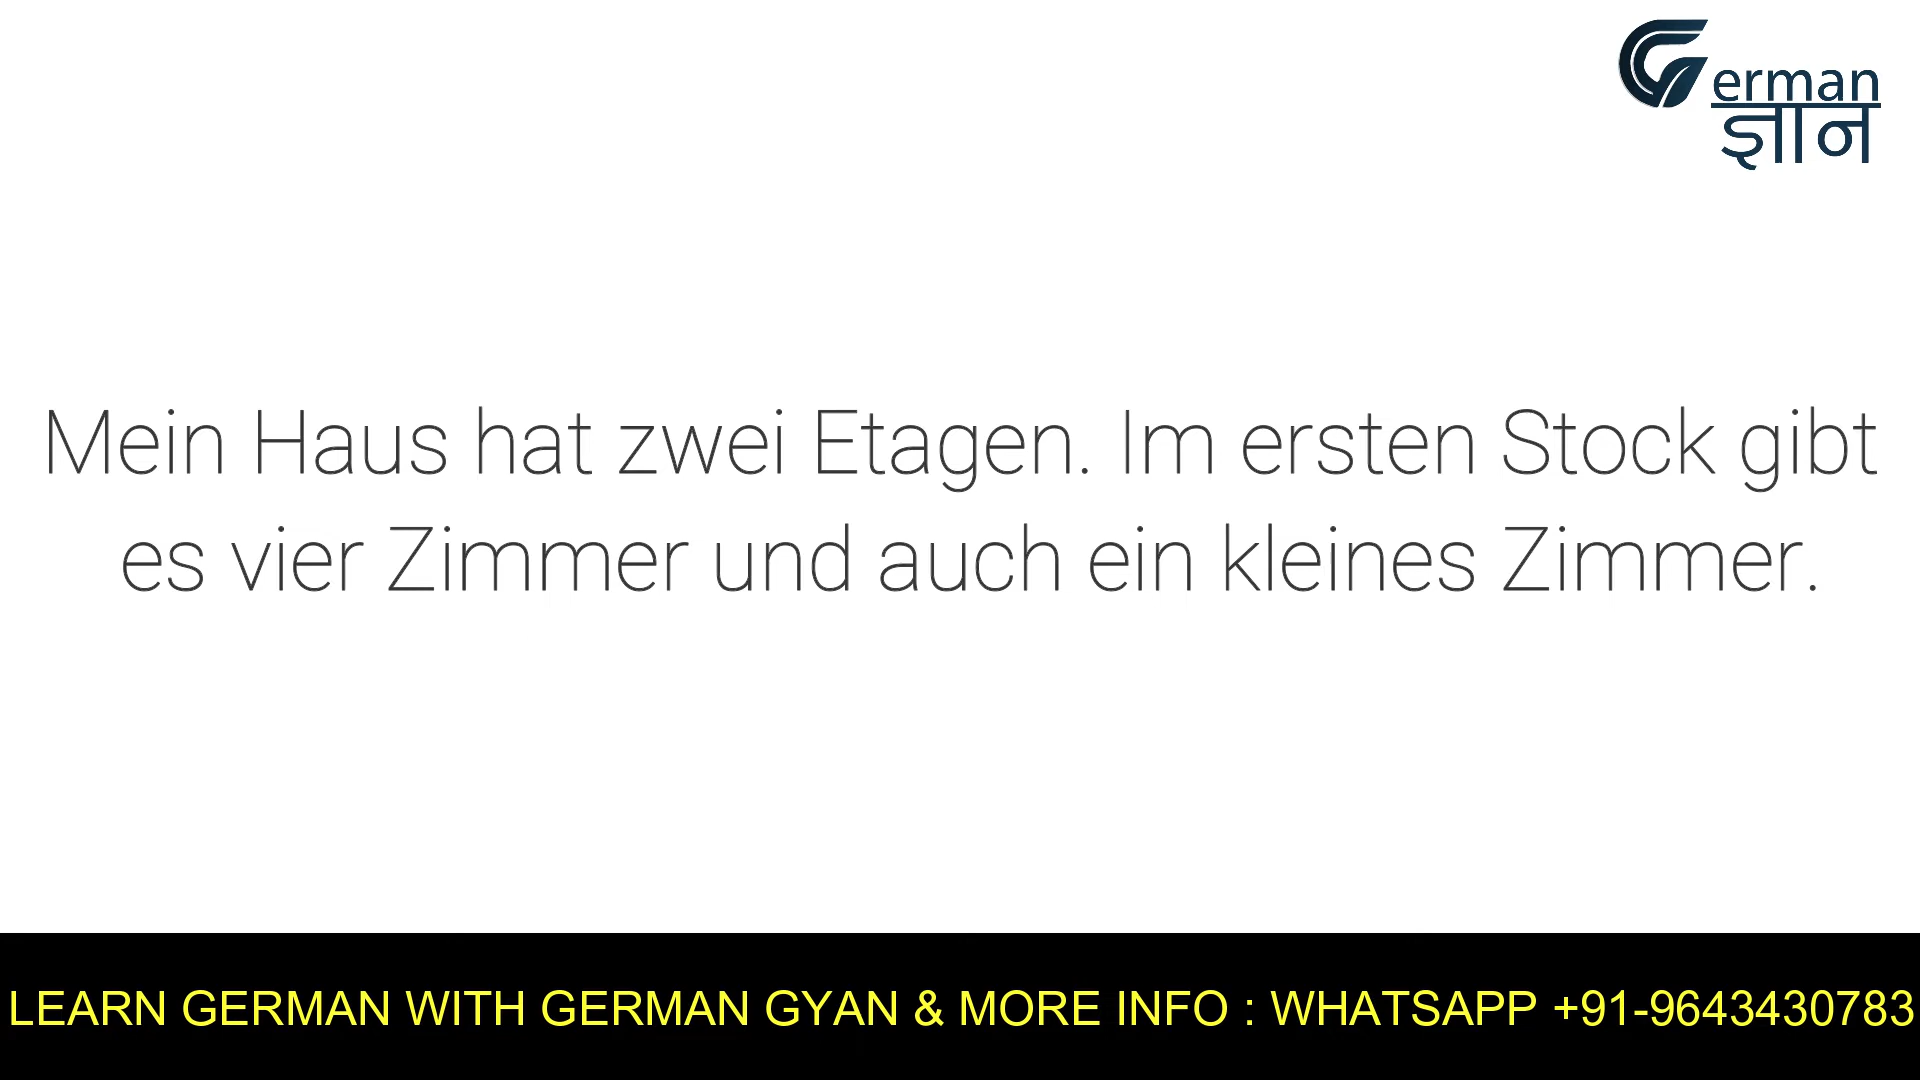 German
ज्ञान
Mein Haus hat zwei Etagen. Im ersten Stock gibt
es vier Zimmer und auch ein kleines Zimmer.
LEARN GERMAN WITH GERMAN GYAN & MORE INFO : WHATSAPP +91-9643430783